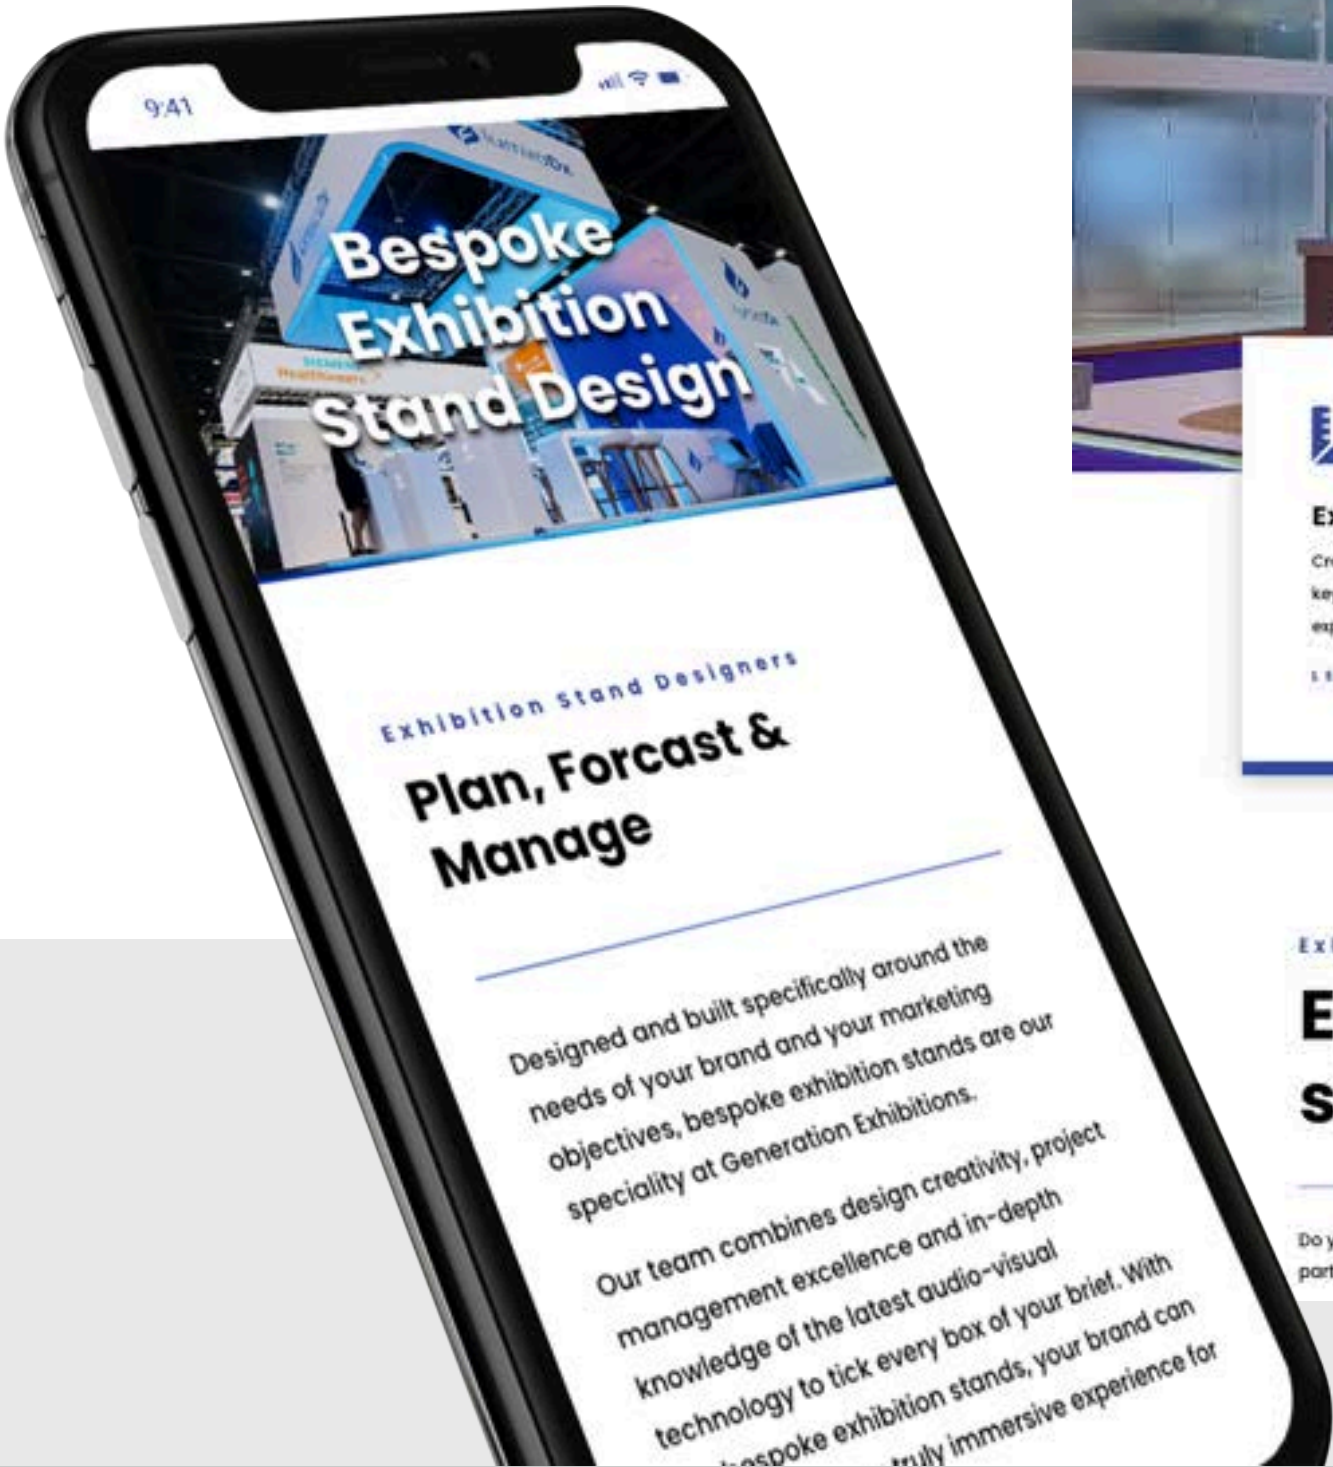 9:41
Bespoke
Exhibition
Stand Design
SIEMENS
Healthineers
Exhibition Stand Designers
Plan, Forcast &
Manage
Designed and built specifically around the
needs of your brand and your marketing
objectives, bespoke exhibition stands are our
speciality at Generation Exhibitions.
Our team combines design creativity, project
management excellence and in-depth
knowledge of the latest audio-visual
technology to tick every box of your brief. With
bespoke exhibition stands, your brand can
truly immersive experience for
Do